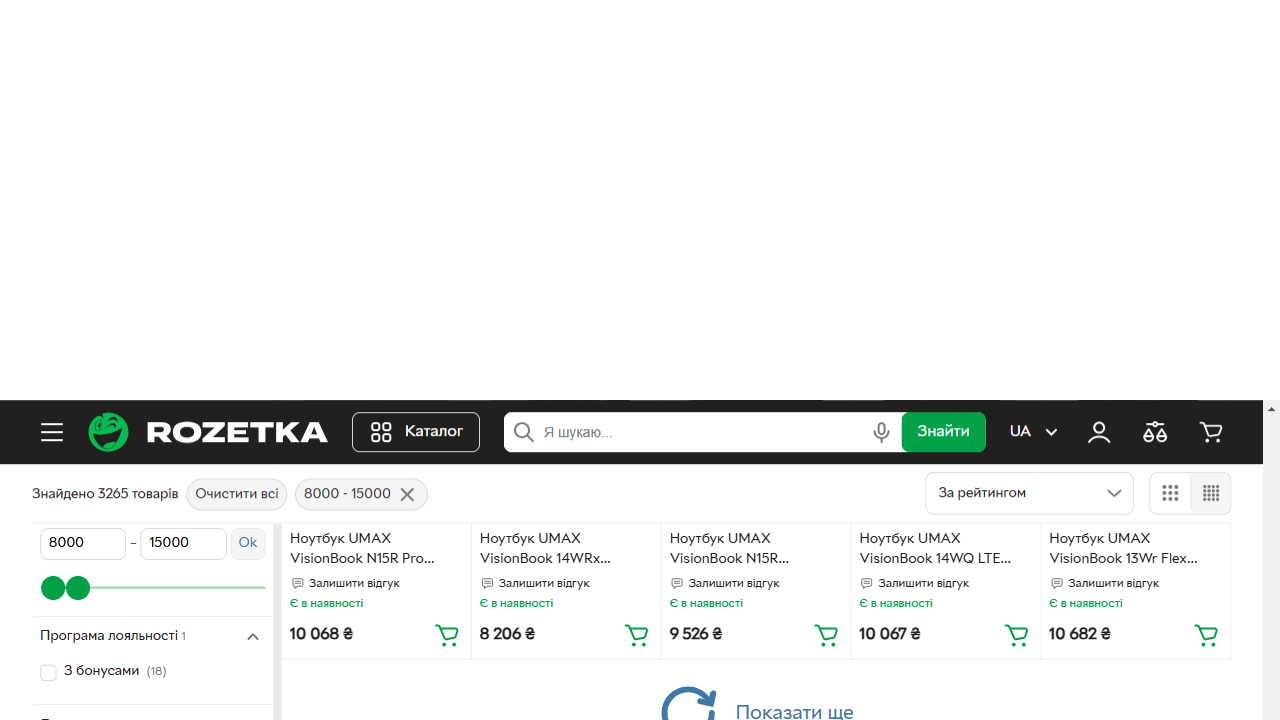 ROZETKA
Каталог
Я шукаю...
Знайти
UA
Знайдено 3265 товарів
Очистити всі
8000 - 15000
За рейтингом
8000 – 15000 Ok
Програма лояльності 1
З бонусами (18)
Ноутбук UMAX
VisionBook N15R Pro...
Залишити відгук
Є в наявності
10 068 ₴
Ноутбук UMAX
VisionBook 14WRx...
Залишити відгук
Є в наявності
8 206 ₴
Ноутбук UMAX
VisionBook N15R...
Залишити відгук
Є в наявності
9 526 ₴
Ноутбук UMAX
VisionBook 14WQ LTE...
Залишити відгук
Є в наявності
10 067 ₴
Ноутбук UMAX
VisionBook 13Wr Flex...
Залишити відгук
Є в наявності
10 682 ₴
Показати ще